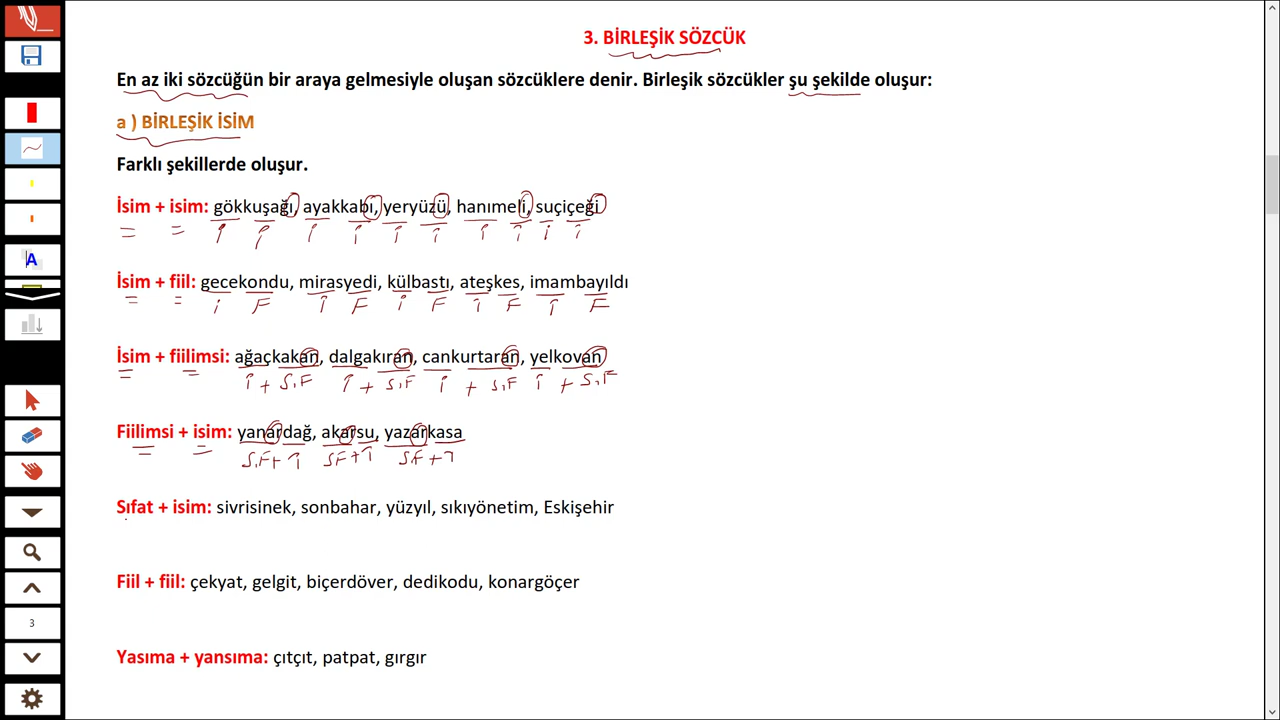 3. BİRLEŞİK SÖZCÜK
En az iki sözcüğün bir araya gelmesiyle oluşan sözcüklere denir. Birleşik sözcükler şu şekilde oluşur:
a ) BİRLEŞİK İSİM
Farklı şekillerde oluşur.
İsim + isim: gökkuşağı, ayakkabı, yeryüzü, hanımeli, suçiçeği
İ İ İ İ İ İ İ İ İ İ
İsim + fiil: gecekondu, mirasyedi, külbastı, ateşkes, imambayıldı
İ F İ F İ F İ F İ F
İsim + fiilimsi: ağaçkakan, dalgakıran, cankurtaran, yelkovan
İ + S.F İ + S.F İ + S.F İ + S.F
Fiilimsi + isim: yanardağ, akarsu, yazarkasa
S.F + İ SF + İ SF + İ
Sıfat + isim: sivrisinek, sonbahar, yüzyıl, sıkıyönetim, Eskişehir
Fiil + fiil: çekyat, gelgit, biçerdöver, dedikodu, konargöçer
Yasıma + yansıma: çıtçıt, patpat, gırgır
A
3